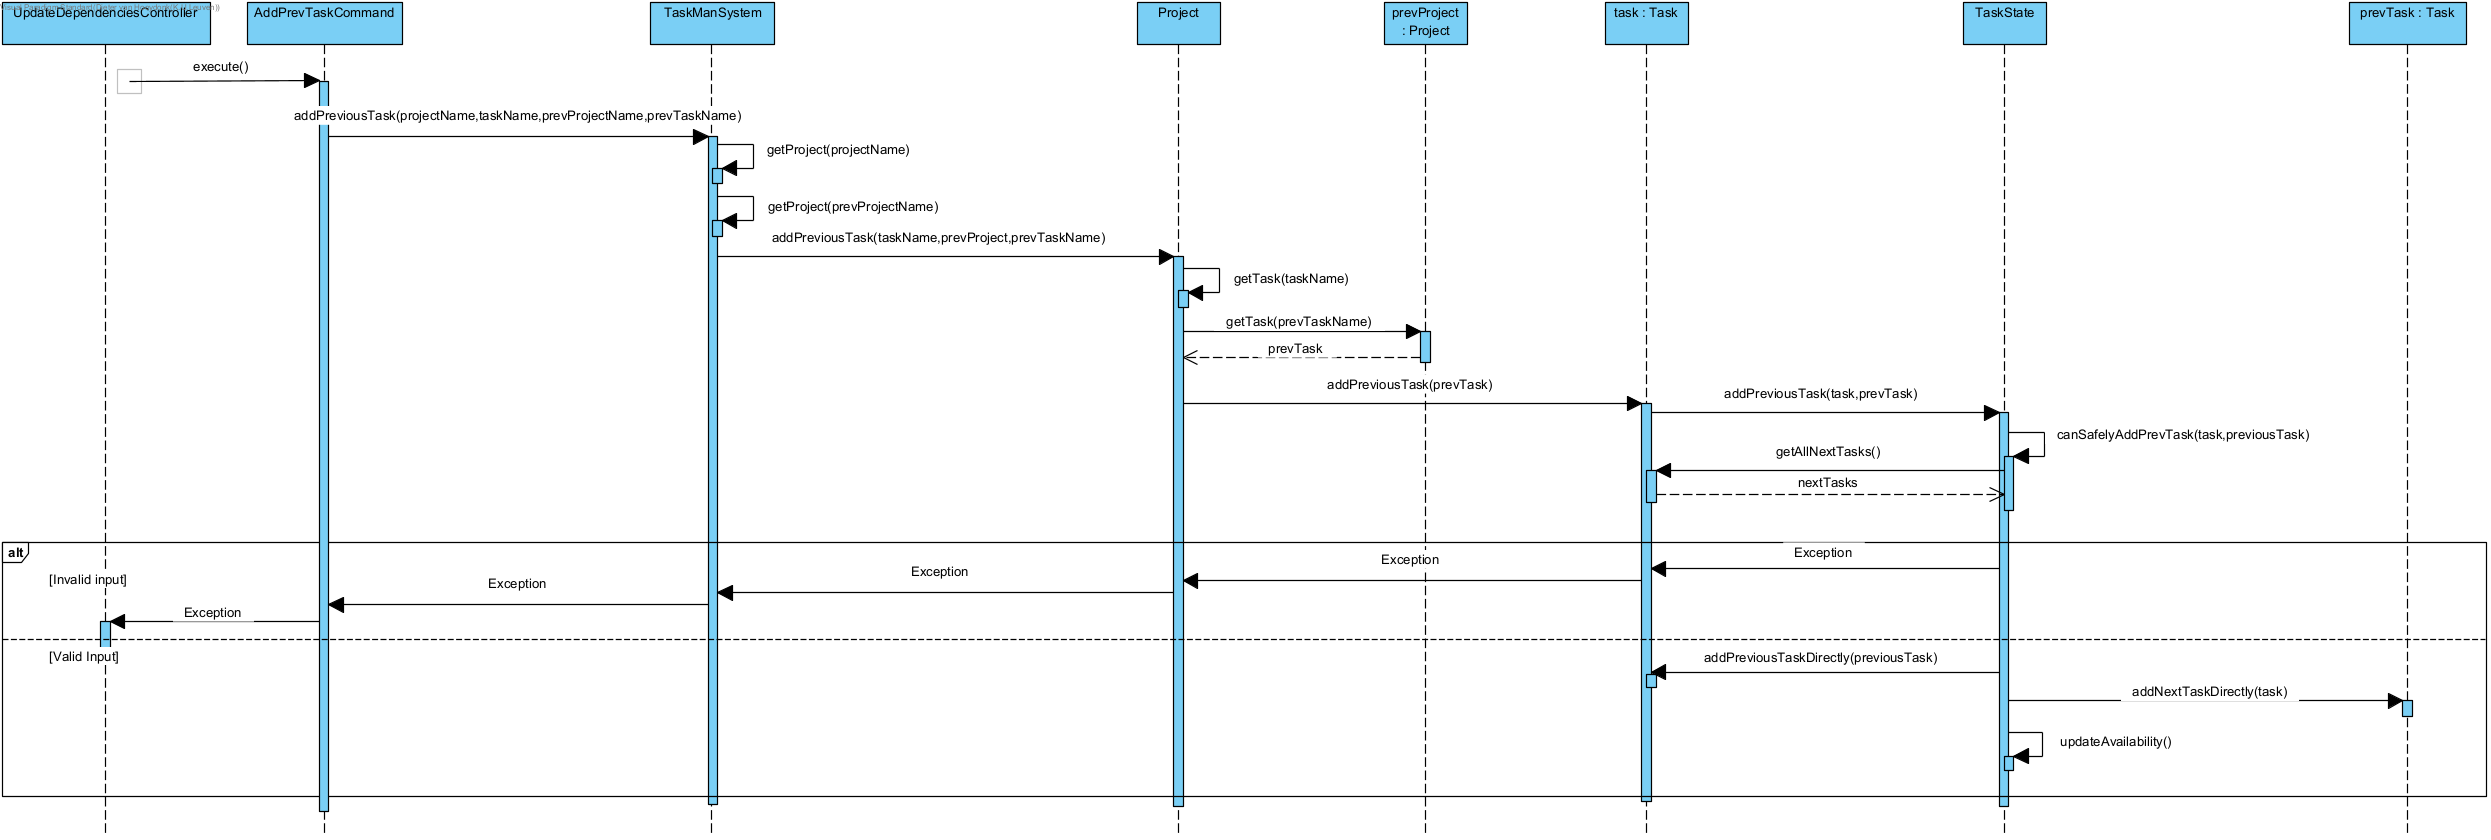 UpdateDependenciesController
AddPrevTaskCommand
TaskManSystem
Project
prevProject
: Project
task : Task
TaskState
prevTask : Task
execute()
addPreviousTask(projectName,taskName,prevProjectName,prevTaskName)
getProject(projectName)
getProject(prevProjectName)
addPreviousTask(taskName,prevProject,prevTaskName)
getTask(taskName)
getTask(prevTaskName)
prevTask
addPreviousTask(prevTask)
addPreviousTask(task,prevTask)
canSafelyAddPrevTask(task,previousTask)
getAllNextTasks()
nextTasks
alt
[Invalid input]
Exception
Exception
Exception
Exception
Exception
[Valid Input]
addPreviousTaskDirectly(previousTask)
addNextTaskDirectly(task)
updateAvailability()